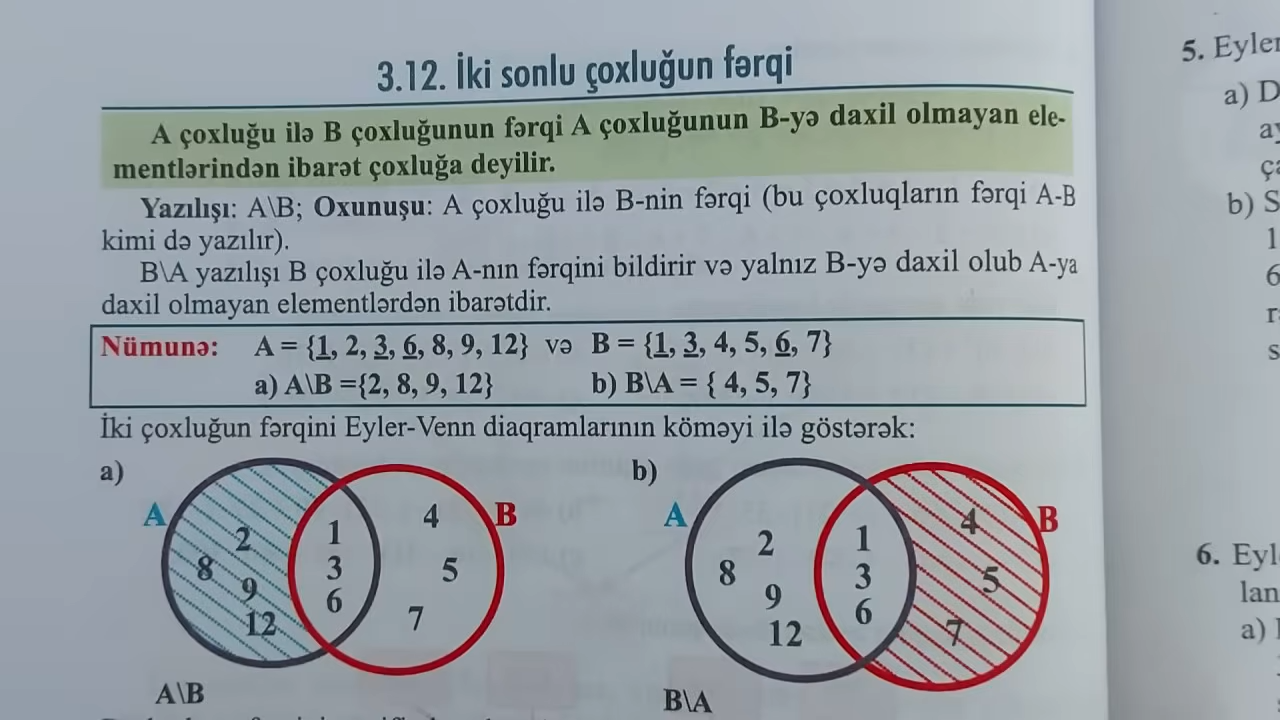 3.12. İki sonlu çoxluğun fərqi
A çoxluğu ilə B çoxluğunun fərqi A çoxluğunun B-yə daxil olmayan ele-
mentlərindən ibarət çoxluğa deyilir.
Yazılışı: A\B; Oxunuşu: A çoxluğu ilə B-nin fərqi (bu çoxluqların fərqi A-B
kimi də yazılır).
B\A yazılışı B çoxluğu ilə A-nın fərqini bildirir və yalnız B-yə daxil olub A-ya
daxil olmayan elementlərdən ibarətdir.
Nümunə: A = {1, 2, 3, 6, 8, 9, 12} və B = {1, 3, 4, 5, 6, 7}
a) A\B ={2, 8, 9, 12} b) B\A = { 4, 5, 7}
İki çoxluğun fərqini Eyler-Venn diaqramlarının köməyi ilə göstərək:
a)
A
2
8
9
12
1
3
6
4
5
7
B
A\B
b)
A
2
8
9
12
1
3
6
4
5
7
B
B\A
5. Eyler
a) D
b) S
1
6
6. Eyl
lan
a)